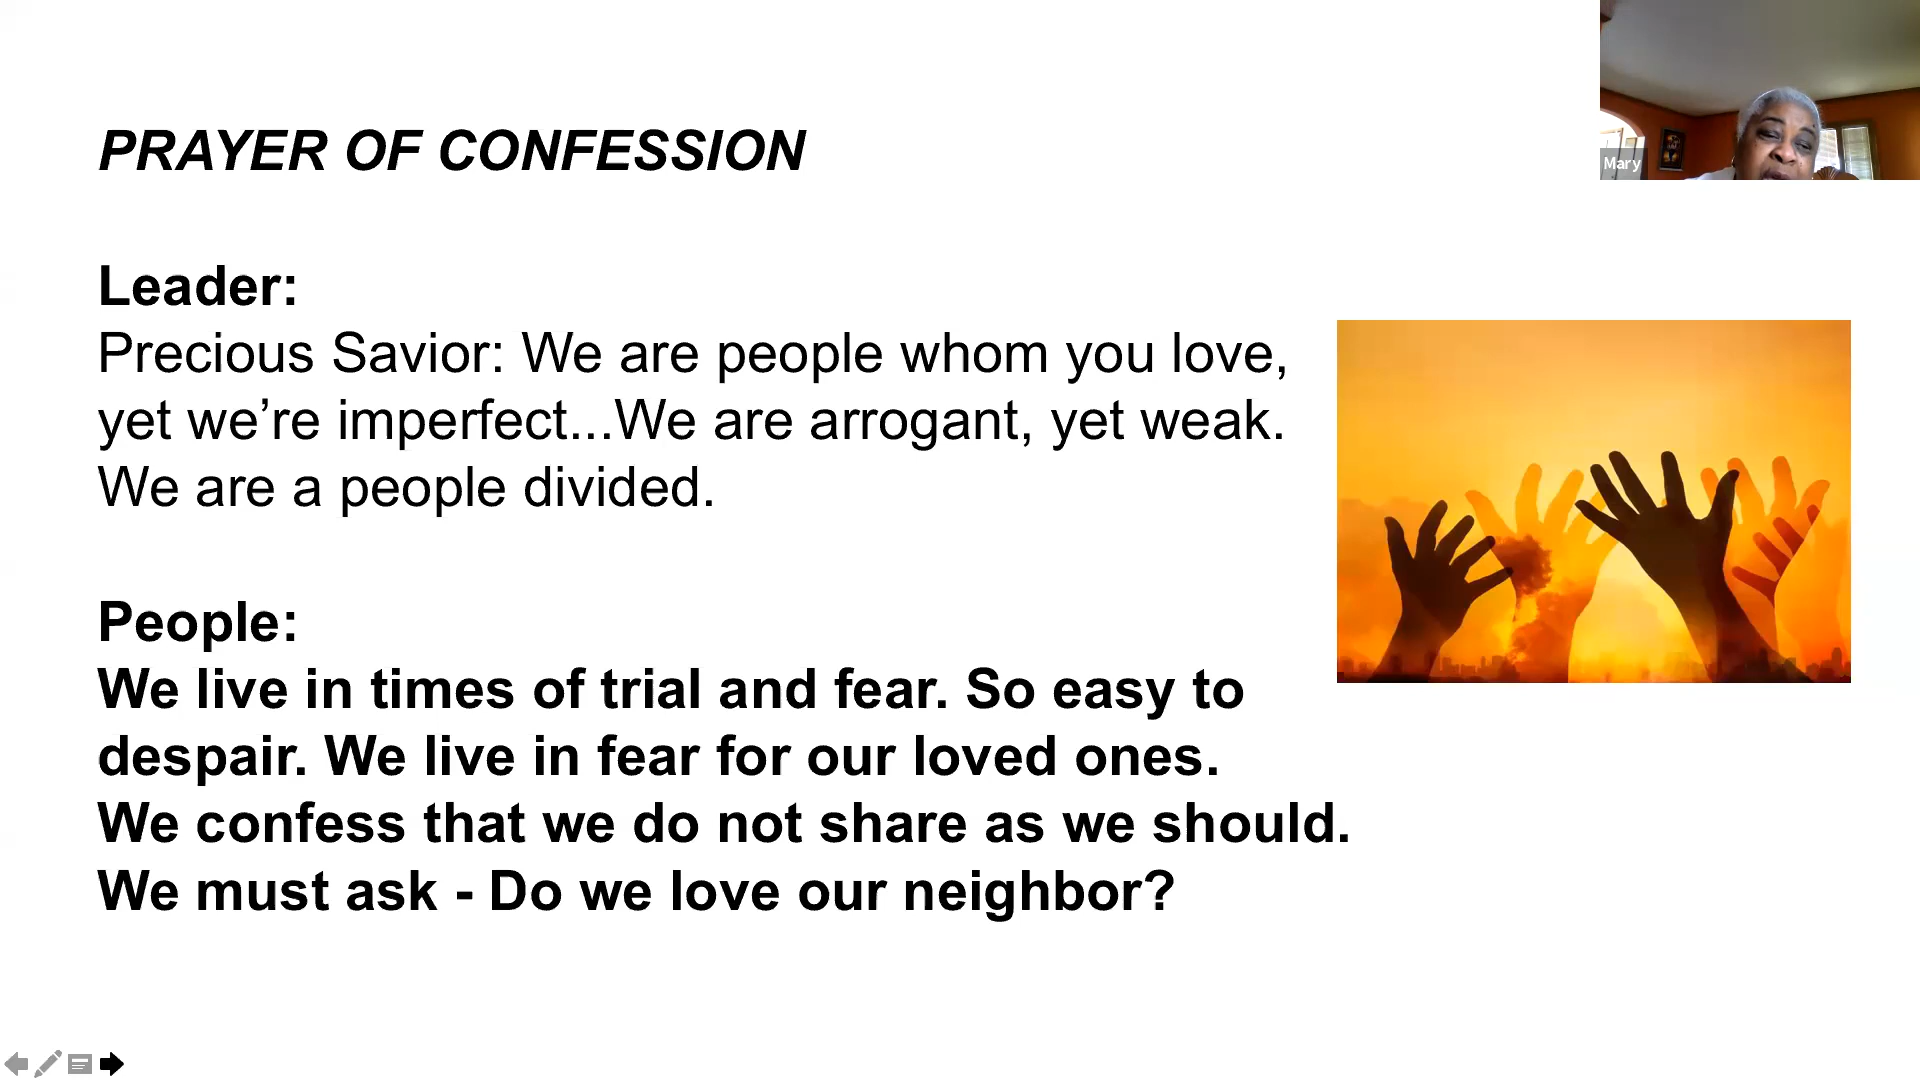 PRAYER OF CONFESSION
Mary
Leader:
Precious Savior: We are people whom you love,
yet we’re imperfect...We are arrogant, yet weak.
We are a people divided.
People:
We live in times of trial and fear. So easy to
despair. We live in fear for our loved ones.
We confess that we do not share as we should.
We must ask - Do we love our neighbor?